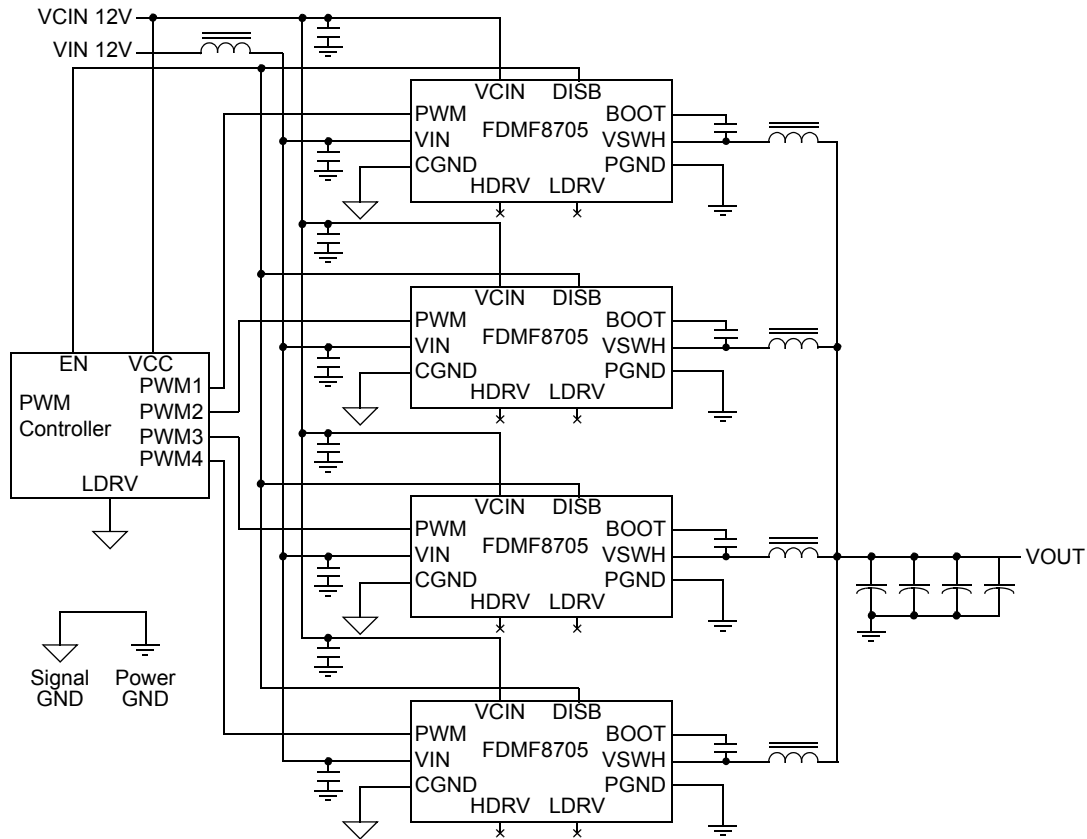 VCIN 12V
VIN 12V
VCIN DISB
PWM BOOT
FDMF8705
VIN VSWH
CGND PGND
HDRV LDRV
VCIN DISB
PWM BOOT
FDMF8705
VIN VSWH
CGND PGND
HDRV LDRV
EN VCC
PWM1
PWM Controller
PWM2
PWM3
PWM4
LDRV
VCIN DISB
PWM BOOT
FDMF8705
VIN VSWH
CGND PGND
HDRV LDRV
VOUT
Signal GND
Power GND
VCIN DISB
PWM BOOT
FDMF8705
VIN VSWH
CGND PGND
HDRV LDRV